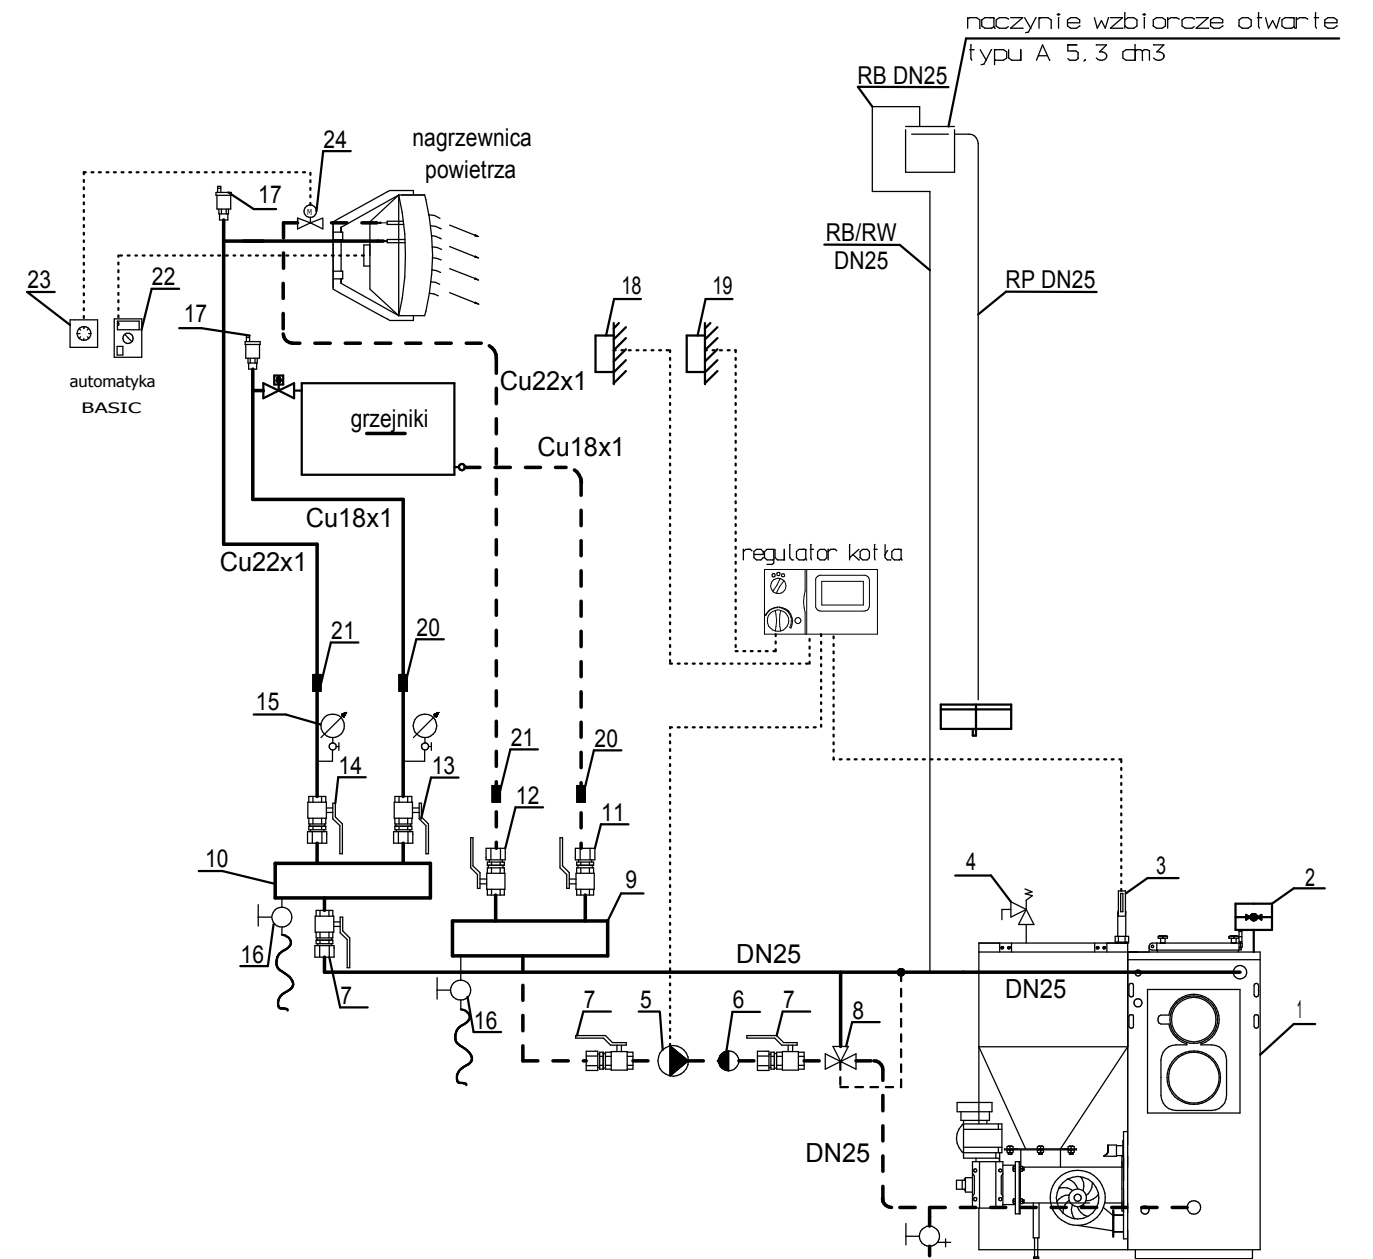 naczynie wzbiorcze otwarte
typu A 5,3 dm3
RB DN25
nagrzewnica
powietrza
24
17
RB/RW
DN25
RP DN25
23
22
18
19
17
automatyka
BASIC
M
Cu22x1
grzejniki
Cu18x1
Cu18x1
Cu22x1
regulator kotła
21
20
15
21
20
14
13
12
11
10
9
4
3
2
16
7
DN25
DN25
16
7
5
6
7
8
1
DN25